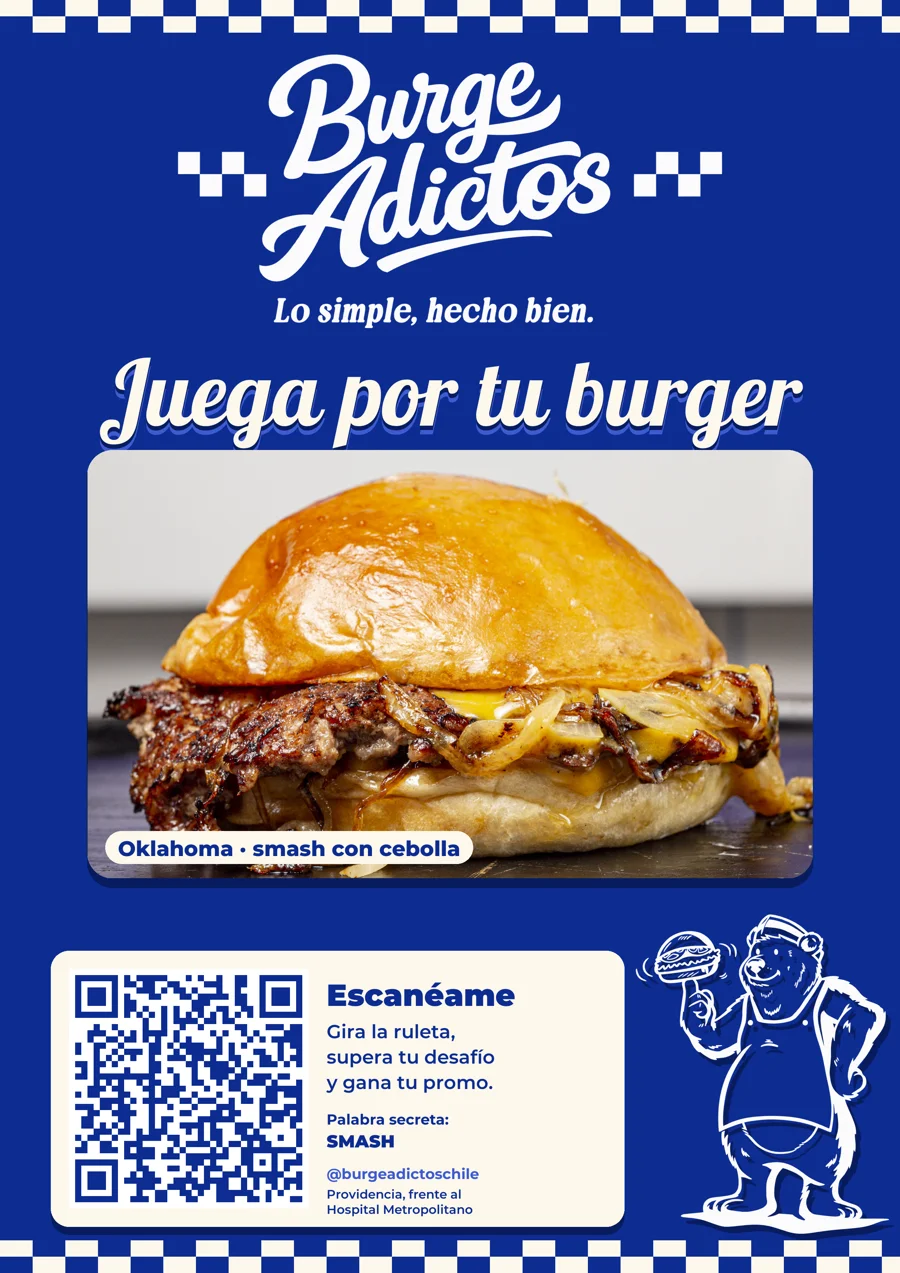 Burge
Adictos
Lo simple, hecho bien.
Juega por tu burger
Oklahoma · smash con cebolla
Escanéame
Gira la ruleta,
supera tu desafío
y gana tu promo.
Palabra secreta:
SMASH
@burgeadictoschile
Providencia, frente al
Hospital Metropolitano